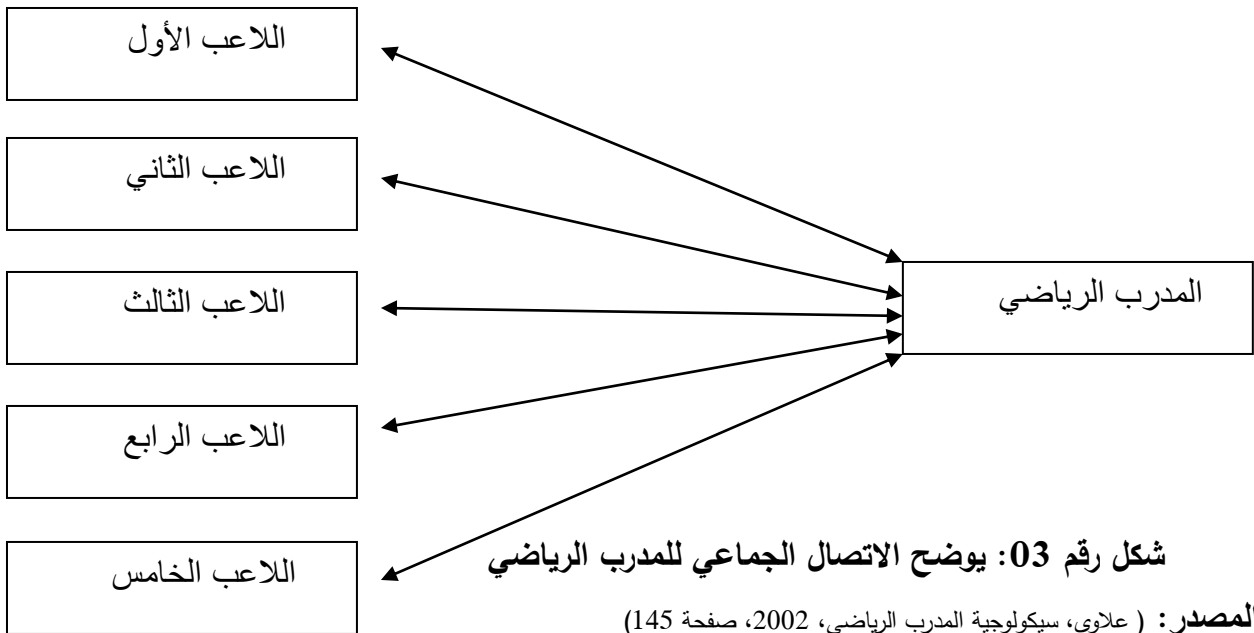 اللاعب الأول
اللاعب الثاني
اللاعب الثالث
اللاعب الرابع
اللاعب الخامس
المدرب الرياضي
شكل رقم 03: يوضح الاتصال الجماعي للمدرب الرياضي
المصدر: ( علاوي، سيكولوجية المدرب الرياضي، 2002، صفحة 145)